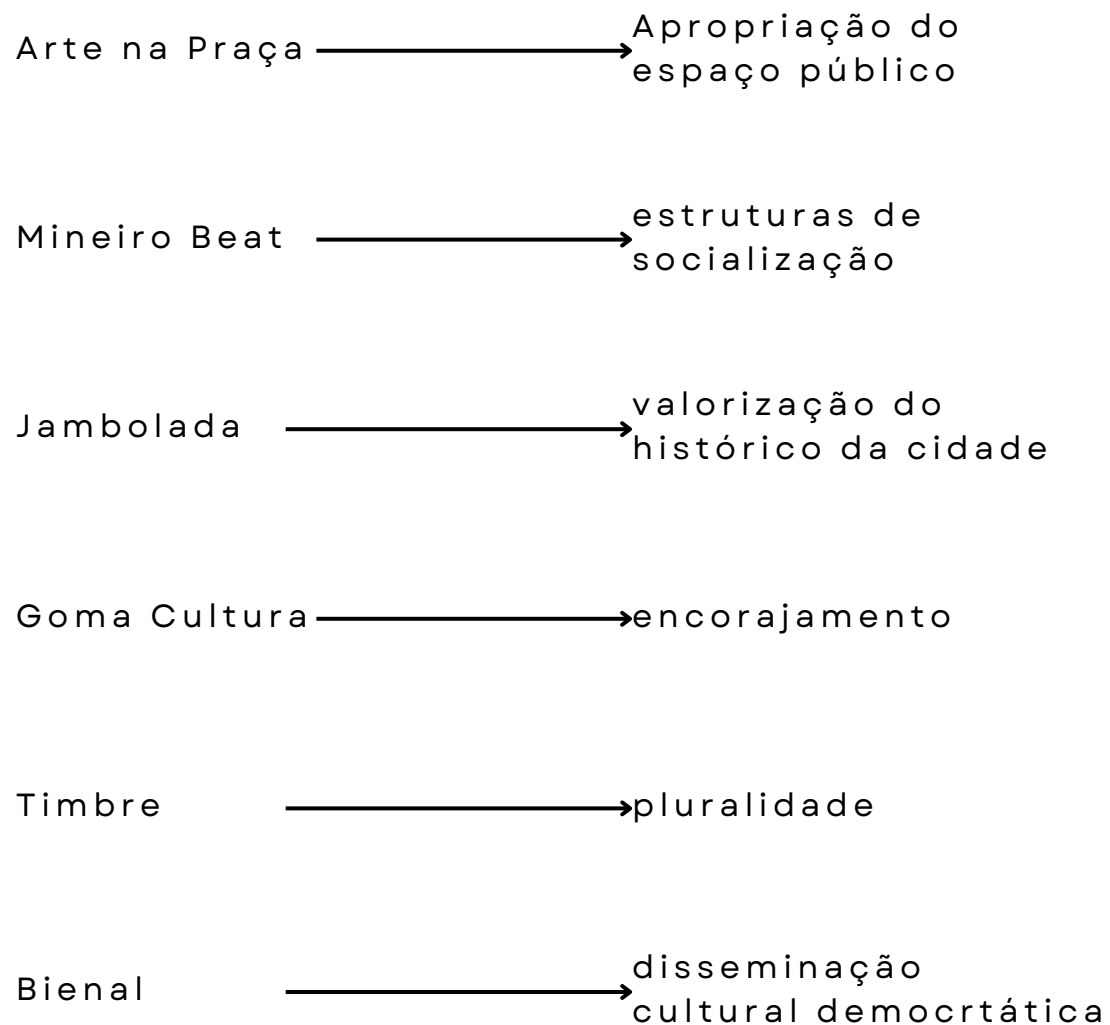 Arte na Praça
Apropriação do
espaço público
Mineiro Beat
estruturas de
socialização
Jambolada
valorização do
histórico da cidade
Goma Cultura
encorajamento
Timbre
pluralidade
Bienal
disseminação
cultural democrtática